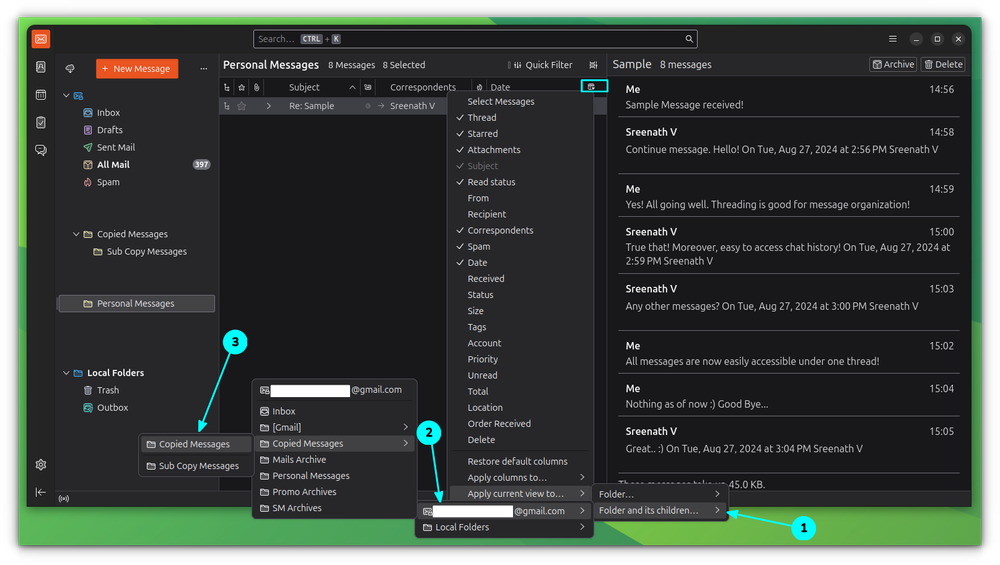 Search... CTRL + K
+ New Message
...
Inbox
Drafts
Sent Mail
All Mail 397
Spam
Copied Messages
Sub Copy Messages
Personal Messages
Local Folders
Trash
Outbox
Personal Messages 8 Messages 8 Selected
Quick Filter
Subject Correspondents Date
Re: Sample Sreenath V
Select Messages
Thread
Starred
Attachments
Subject
Read status
From
Recipient
Correspondents
Spam
Date
Received
Status
Size
Tags
Account
Priority
Unread
Total
Location
Order Received
Delete
Restore default columns
Apply columns to...
Apply current view to...
Folder...
Folder and its children...
1
@gmail.com
Local Folders
2
@gmail.com
Inbox
[Gmail]
Copied Messages
Mails Archive
Personal Messages
Promo Archives
SM Archives
3
Copied Messages
Sub Copy Messages
Sample 8 messages
Archive Delete
Me 14:56
Sample Message received!
Sreenath V 14:58
Continue message. Hello! On Tue, Aug 27, 2024 at 2:56 PM Sreenath V
Me 14:59
Yes! All going well. Threading is good for message organization!
Sreenath V 15:00
True that! Moreover, easy to access chat history! On Tue, Aug 27, 2024 at
2:59 PM Sreenath V
Sreenath V 15:03
Any other messages? On Tue, Aug 27, 2024 at 3:00 PM Sreenath V
Me 15:02
All messages are now easily accessible under one thread!
Me 15:04
Nothing as of now :) Good Bye...
Sreenath V 15:05
Great.. :) On Tue, Aug 27, 2024 at 3:04 PM Sreenath V
These messages take up 45.0 KB.